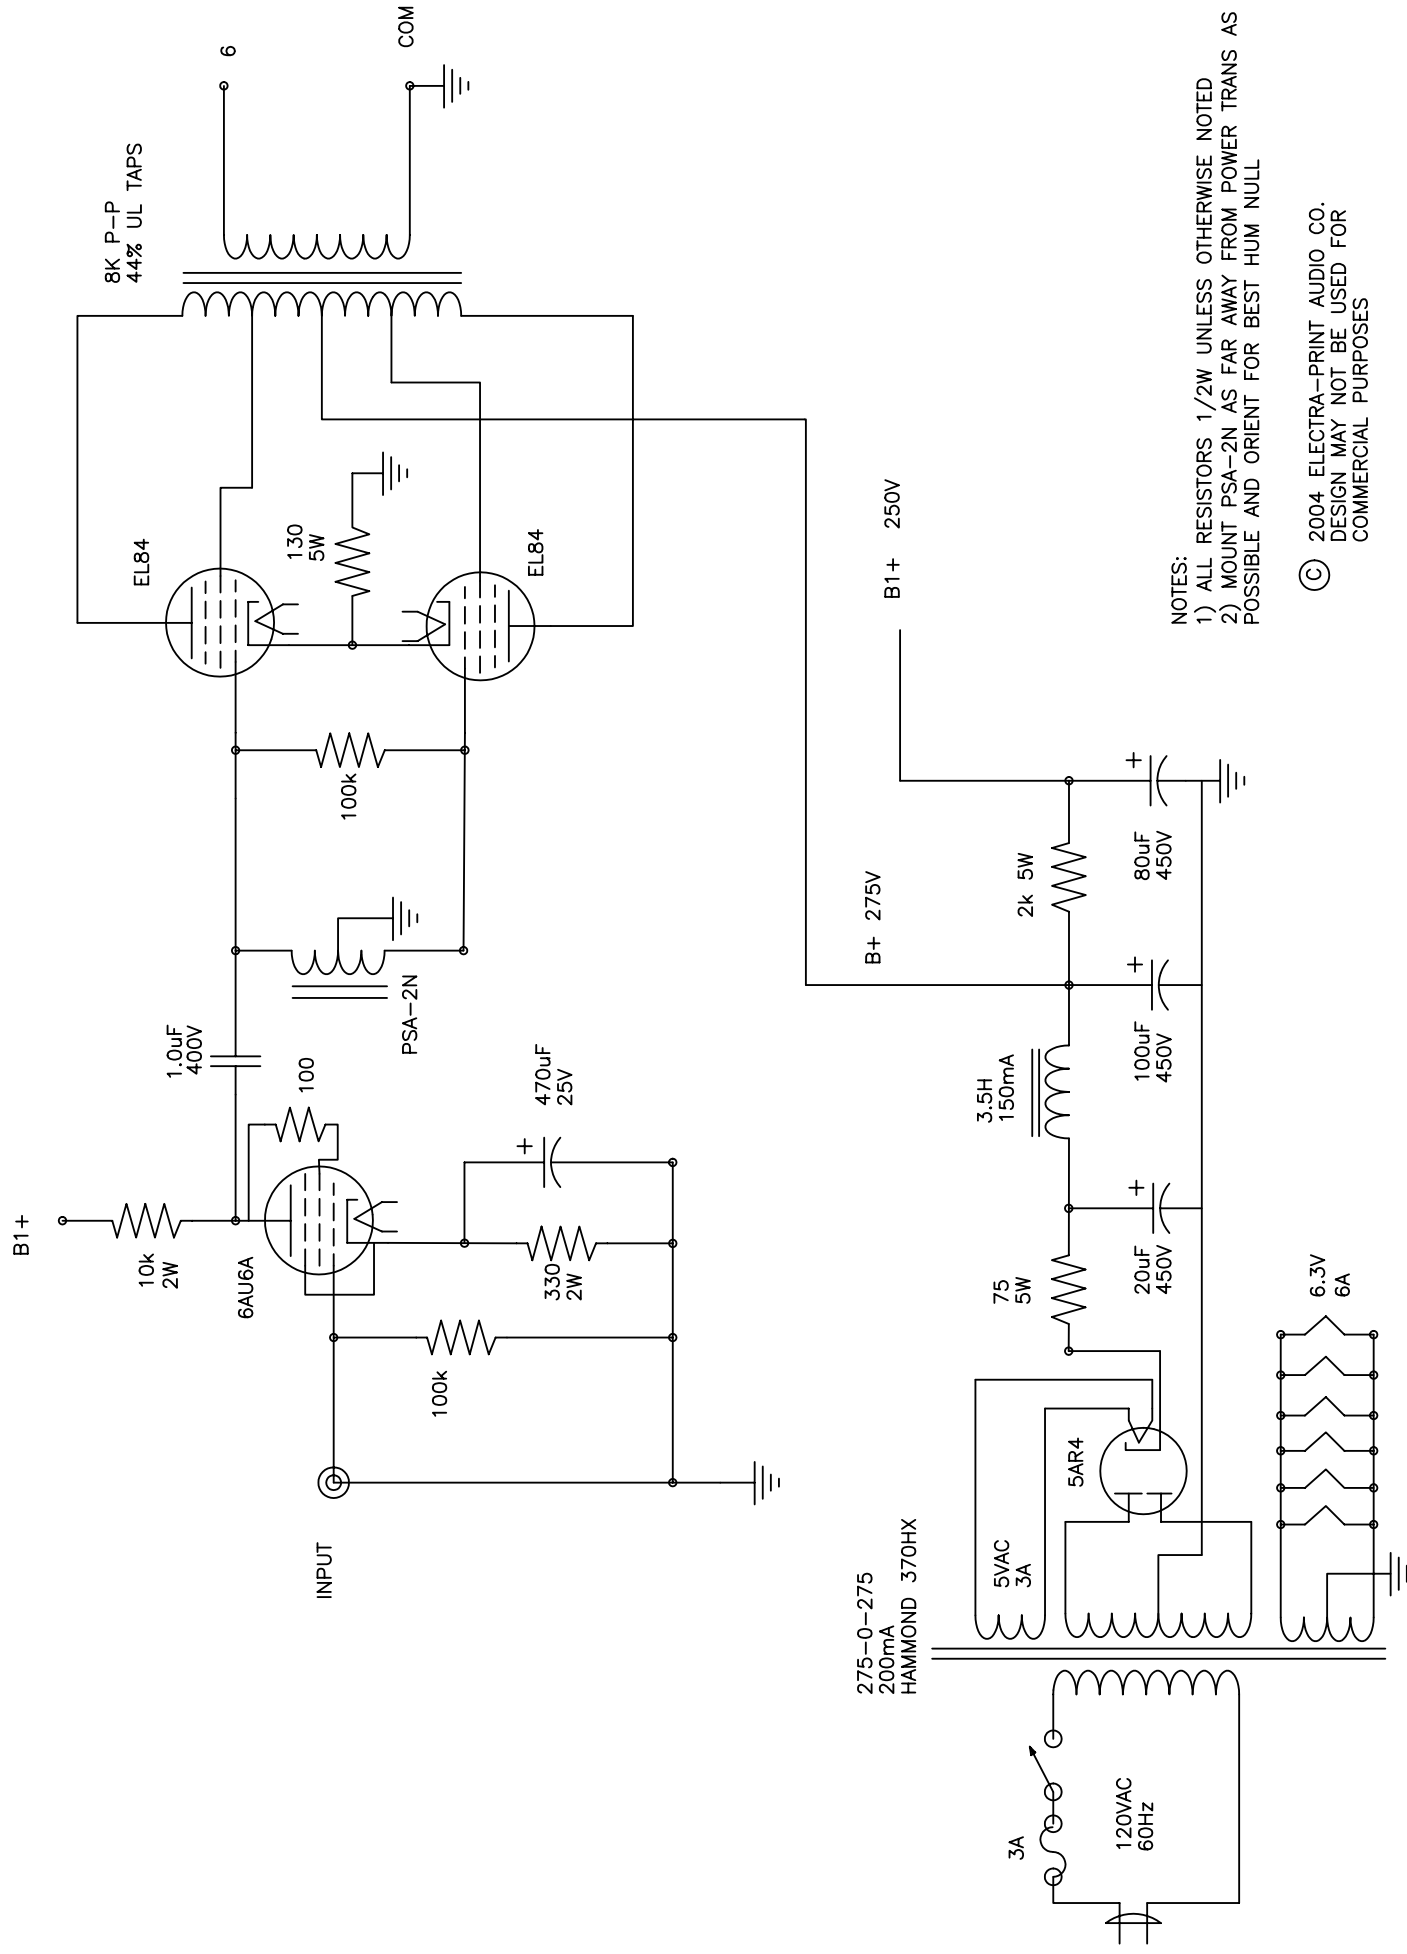 B1+
10k
2W
6AU6A
1.0uF
400V
100
100k
330
2W
470uF
25V
INPUT
PSA-2N
100k
EL84
130
5W
EL84
8K P-P
44% UL TAPS
6
COM
275-0-275
200mA
HAMMOND 370HX
3A
120VAC
60Hz
5VAC
3A
5AR4
75
5W
20uF
450V
3.5H
150mA
100uF
450V
B+ 275V
2k 5W
80uF
450V
B1+ 250V
6.3V
6A
NOTES:
1) ALL RESISTORS 1/2W UNLESS OTHERWISE NOTED
2) MOUNT PSA-2N AS FAR AWAY FROM POWER TRANS AS
POSSIBLE AND ORIENT FOR BEST HUM NULL
© 2004 ELECTRA-PRINT AUDIO CO.
DESIGN MAY NOT BE USED FOR
COMMERCIAL PURPOSES